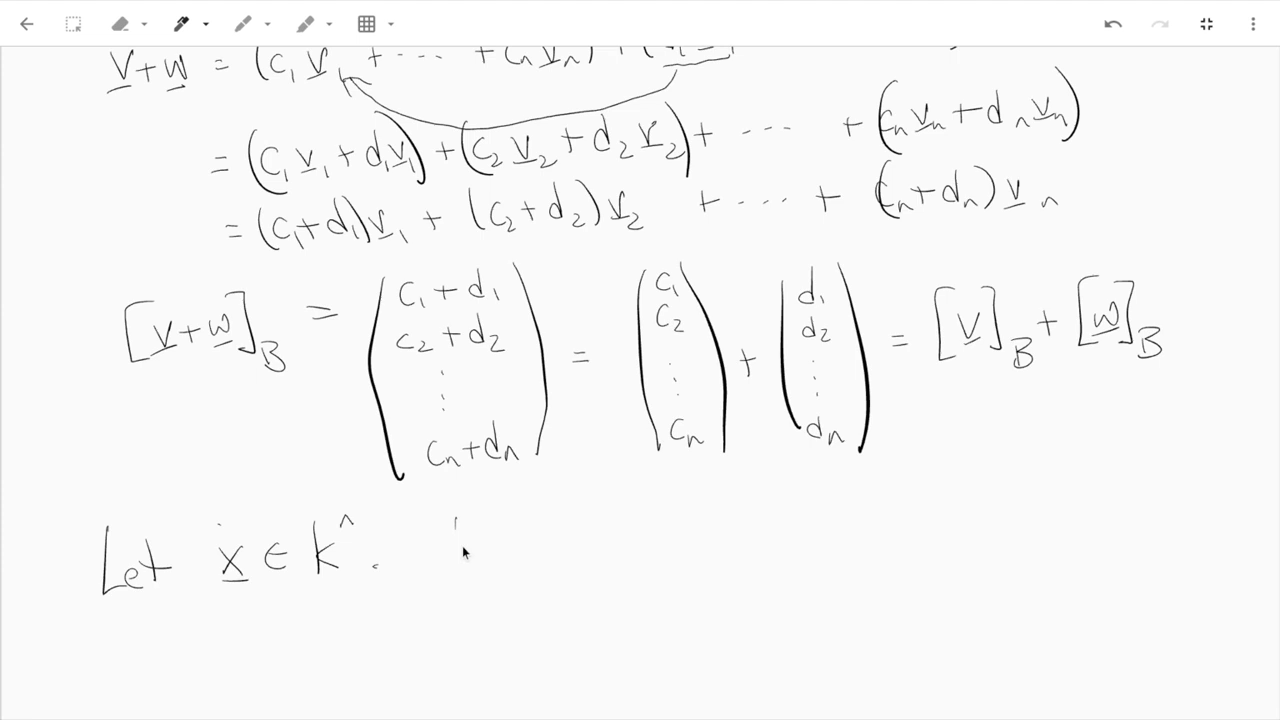 v+w = (c₁v₁ + ... + cₙvₙ) + (
= (c₁v₁ + d₁v₁) + (c₂v₂ + d₂v₂) + ... + (cₙvₙ + dₙvₙ)
= (c₁+d₁)v₁ + (c₂+d₂)v₂ + ... + (cₙ+dₙ)vₙ
[v+w]_B = (c₁+d₁ c₂+d₂ ⋮ cₙ+dₙ) = (c₁ c₂ ⋮ cₙ) + (d₁ d₂ ⋮ dₙ) = [v]_B + [w]_B
Let x ∈ kⁿ.